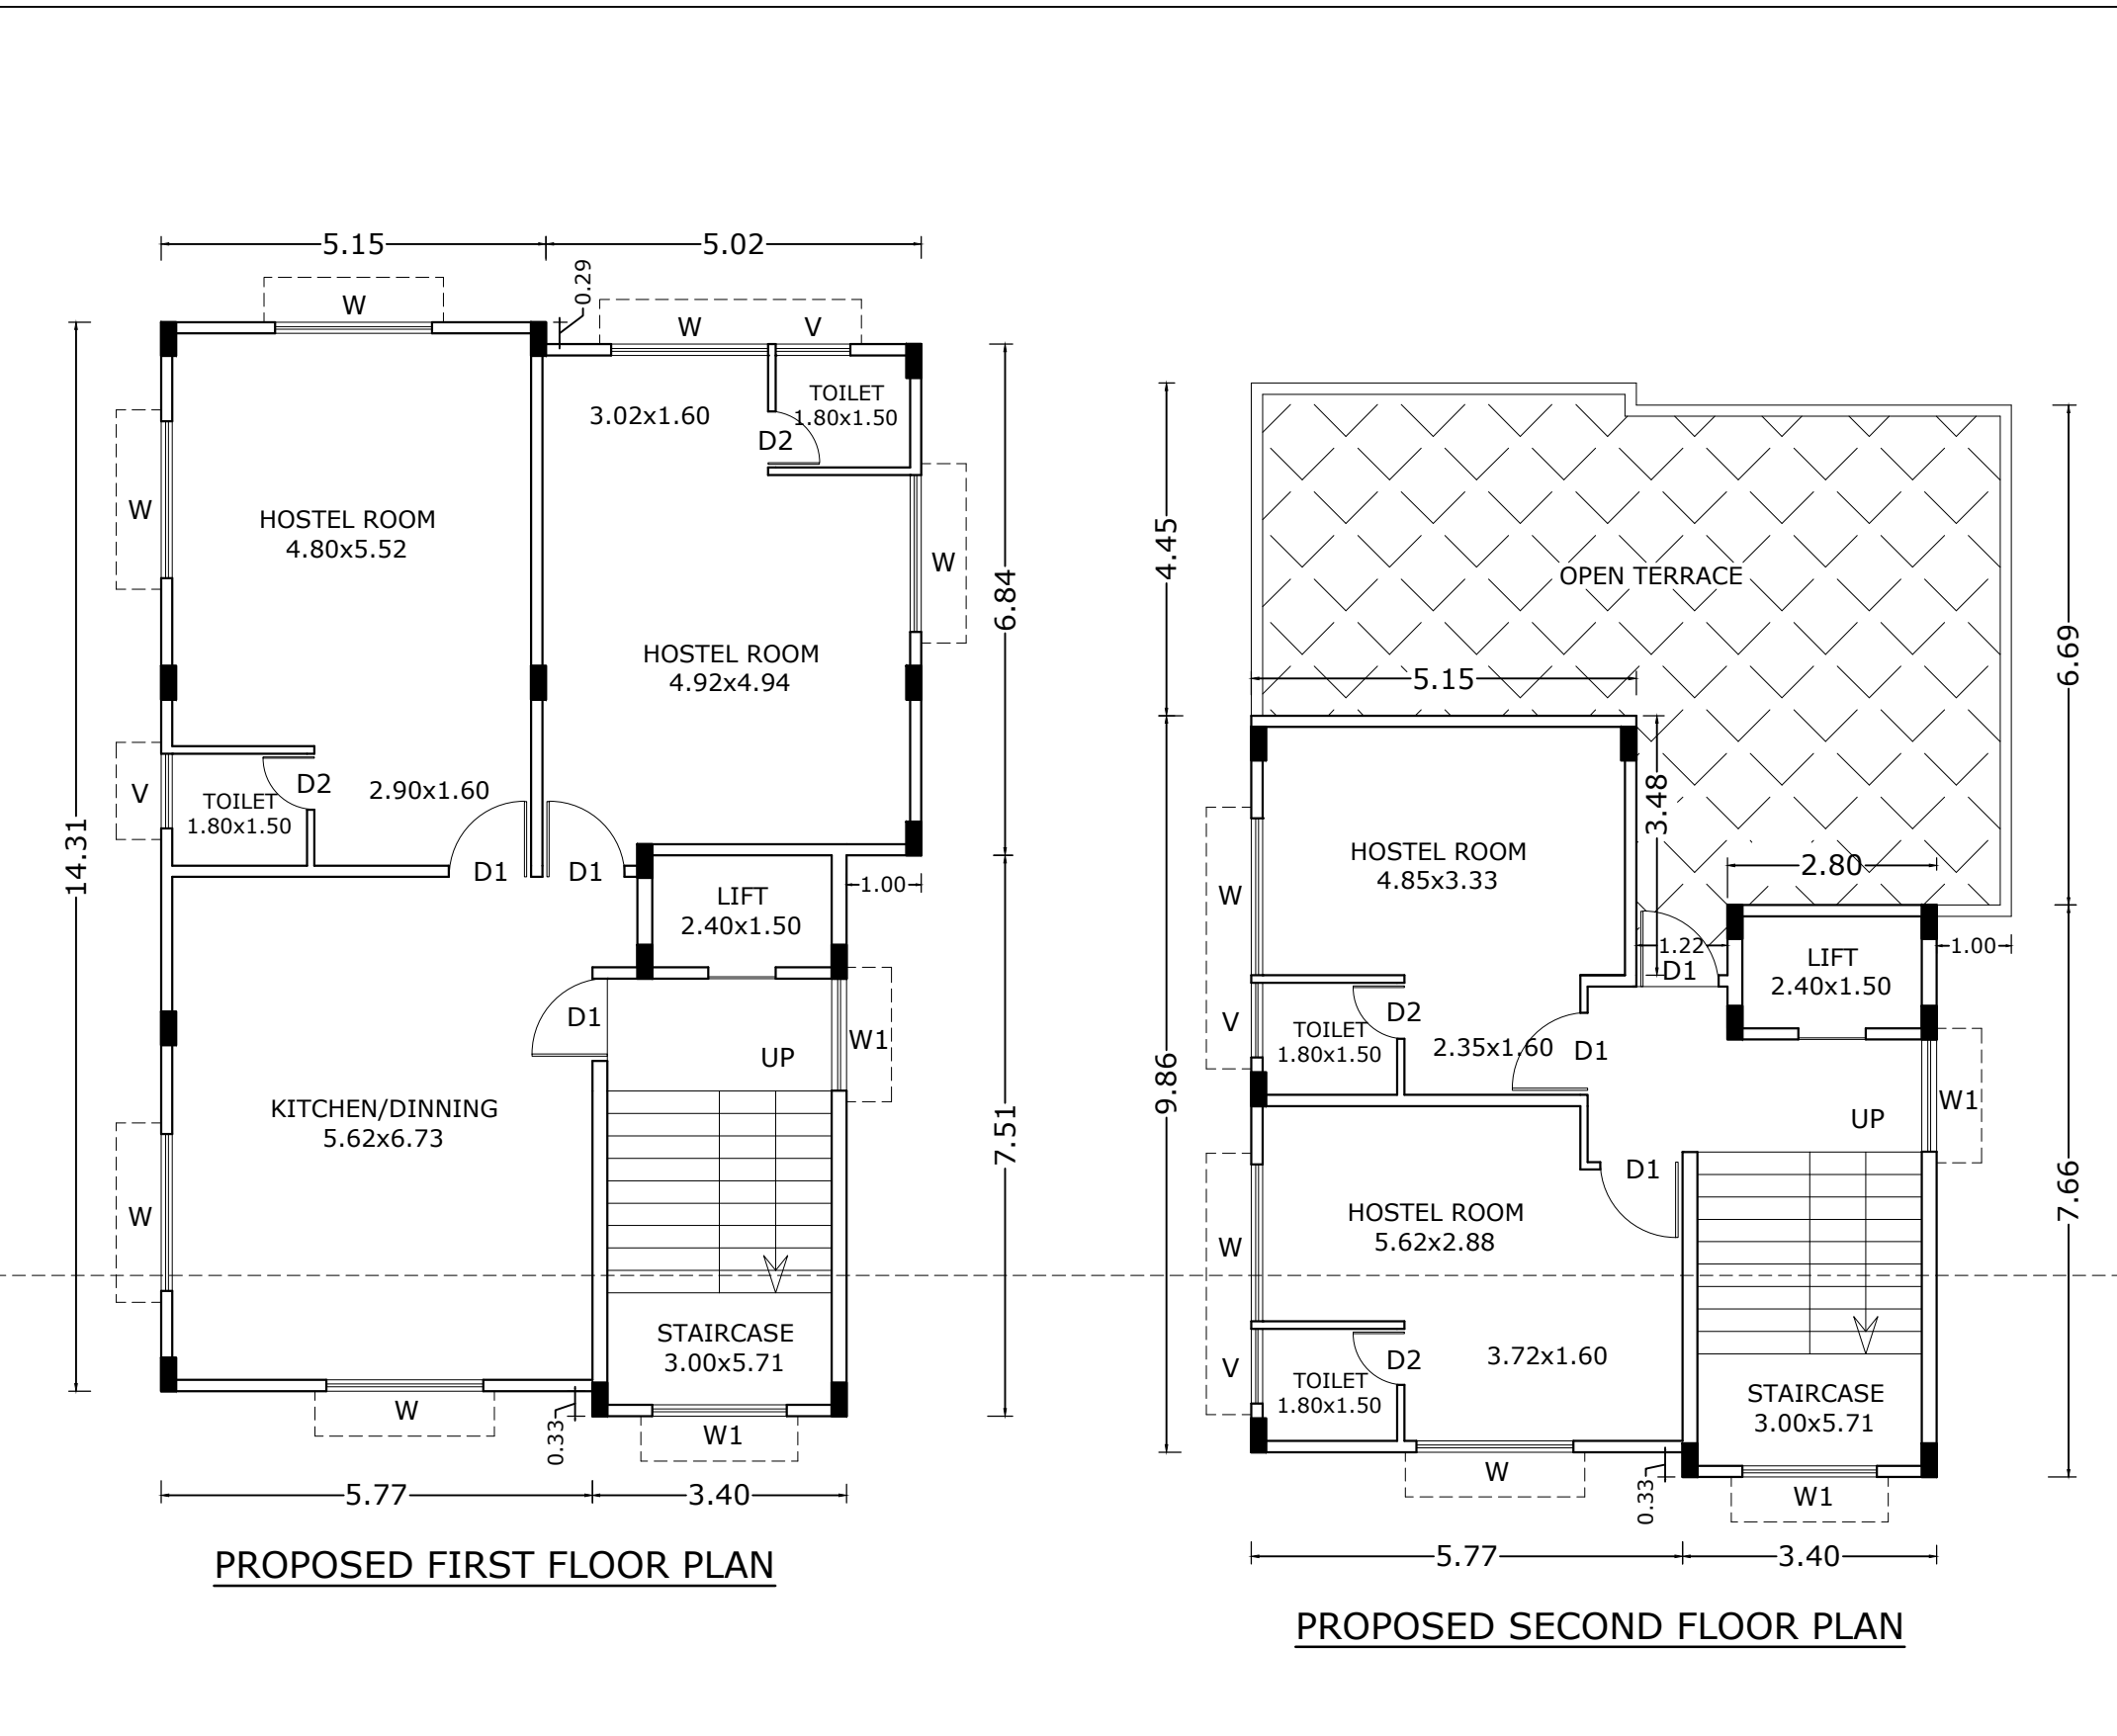 5.15
5.02
0.29
W
W
V
TOILET
1.80x1.50
3.02x1.60
D2
W
HOSTEL ROOM
4.80x5.52
W
14.31
6.84
HOSTEL ROOM
4.92x4.94
V
D2
TOILET
1.80x1.50
2.90x1.60
D1
D1
LIFT
2.40x1.50
1.00
D1
W1
UP
KITCHEN/DINNING
5.62x6.73
7.51
W
STAIRCASE
3.00x5.71
W
0.33
W1
5.77
3.40
PROPOSED FIRST FLOOR PLAN
4.45
OPEN TERRACE
6.69
5.15
3.48
HOSTEL ROOM
4.85x3.33
2.80
W
1.22
D1
LIFT
2.40x1.50
1.00
V
TOILET
1.80x1.50
D2
2.35x1.60
D1
9.86
W1
UP
D1
7.66
HOSTEL ROOM
5.62x2.88
W
V
TOILET
1.80x1.50
D2
3.72x1.60
STAIRCASE
3.00x5.71
W
0.33
W1
5.77
3.40
PROPOSED SECOND FLOOR PLAN